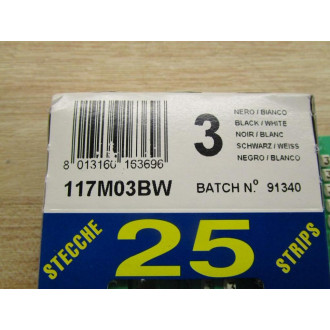 3
NERO / BIANCO
BLACK / WHITE
NOIR / BLANC
SCHWARZ / WEISS
NEGRO / BLANCO
8 013160 163696
117M03BW
BATCH N.º 91340
STECCHE
25
STRIPS